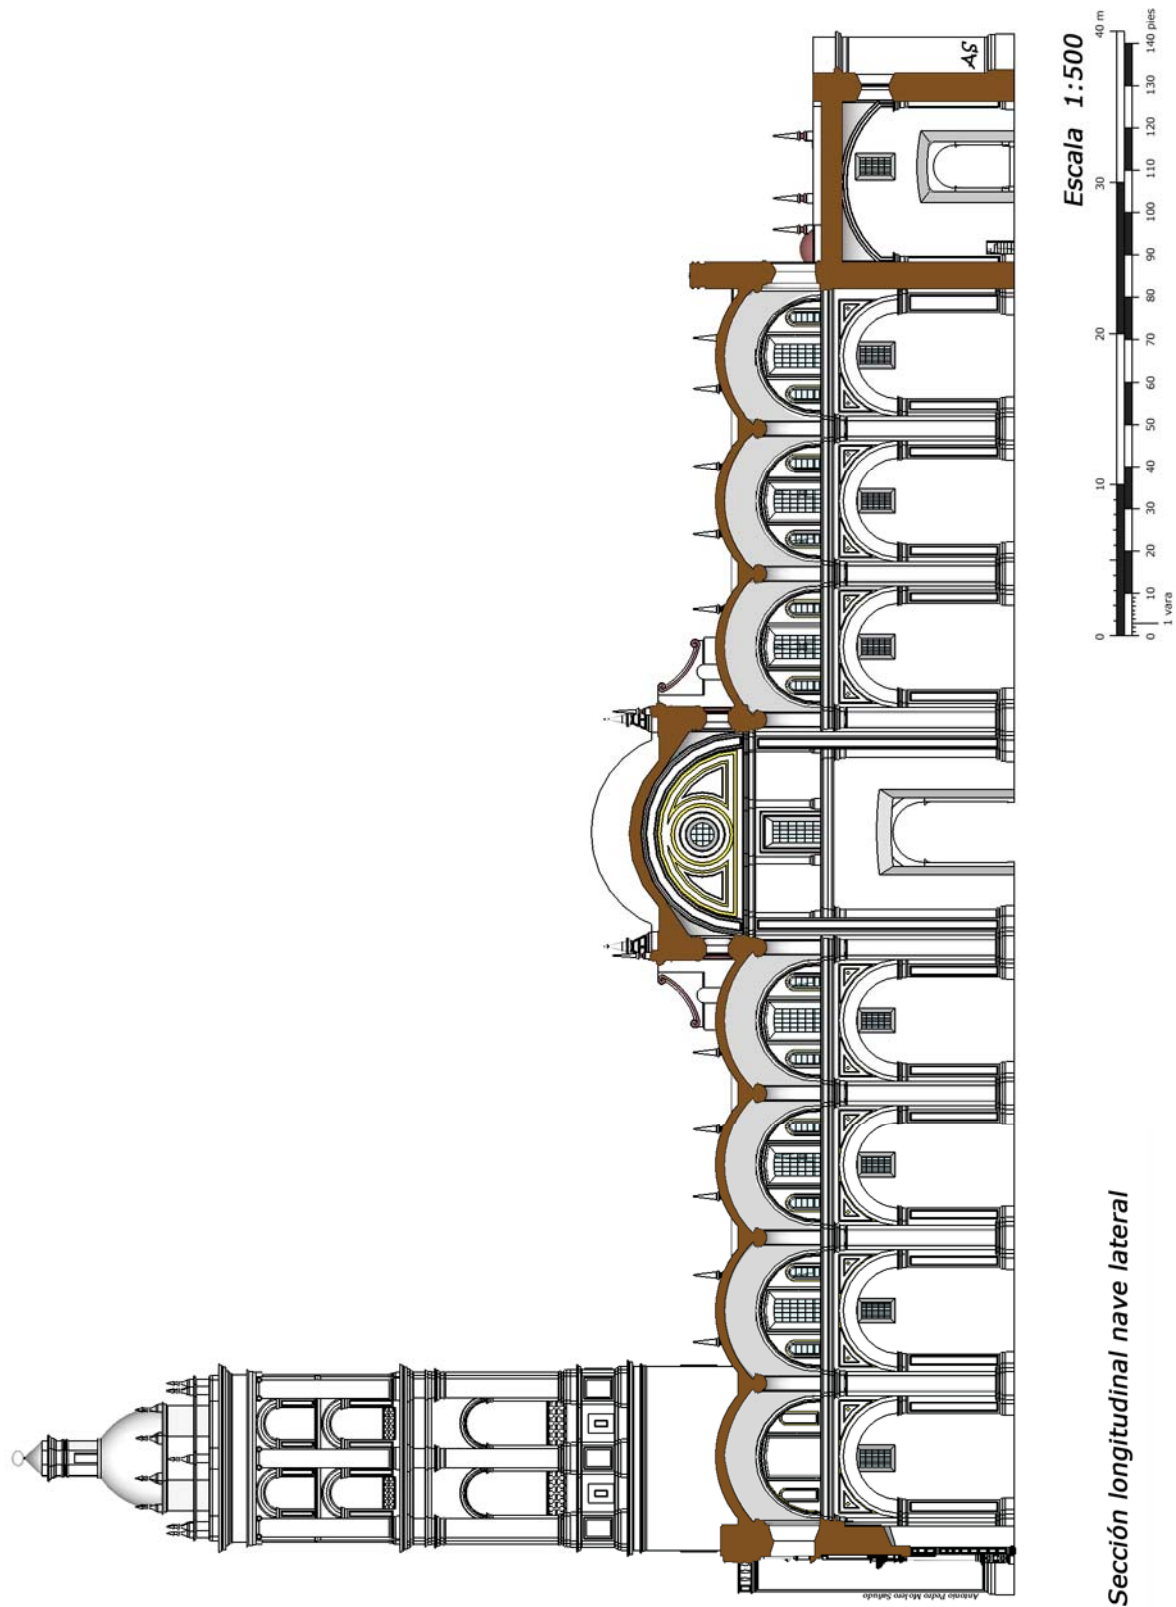 Sección longitudinal nave lateral
Escala 1:500
0 10 20 30 40 m
0 10 20 30 40 50 60 70 80 90 100 110 120 130 140 pies
1 vara
AS
Antonio Pedro Molero Sañudo